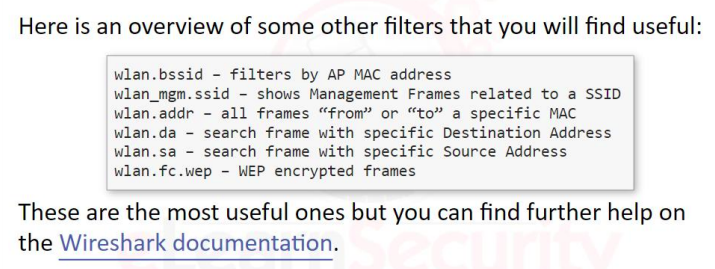 Here is an overview of some other filters that you will find useful:
wlan.bssid – filters by AP MAC address
wlan_mgm.ssid – shows Management Frames related to a SSID
wlan.addr – all frames “from” or “to” a specific MAC
wlan.da – search frame with specific Destination Address
wlan.sa – search frame with specific Source Address
wlan.fc.wep – WEP encrypted frames
These are the most useful ones but you can find further help on
the Wireshark documentation.
eLearnSecurity